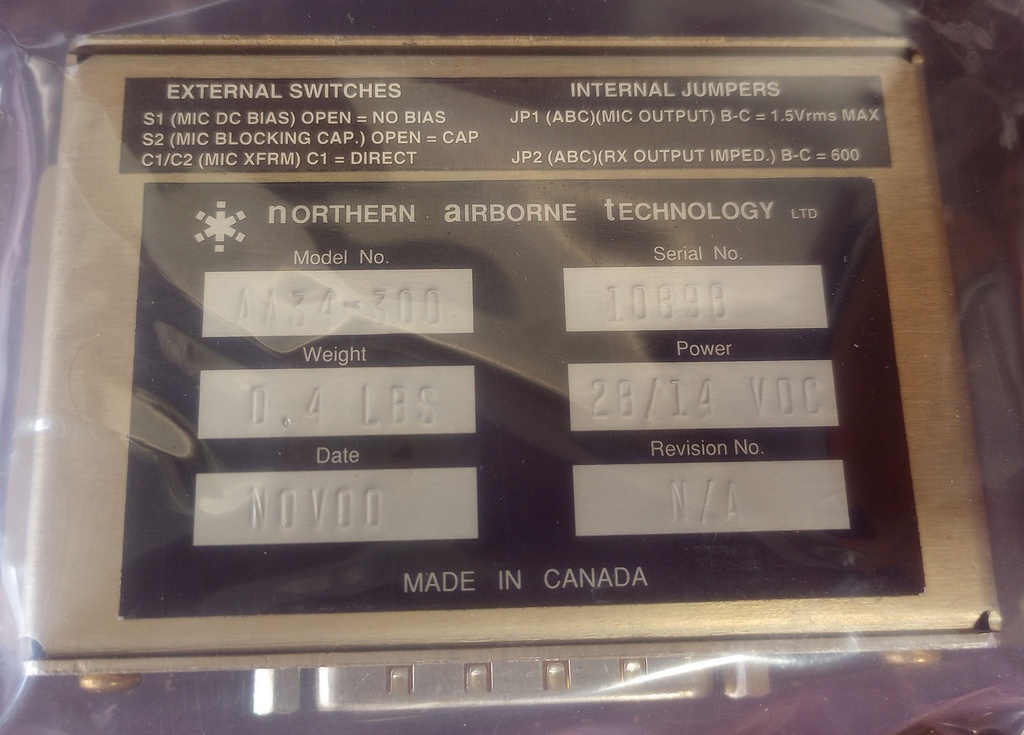 EXTERNAL SWITCHES
S1 (MIC DC BIAS) OPEN = NO BIAS
S2 (MIC BLOCKING CAP.) OPEN = CAP
C1/C2 (MIC XFRM) C1 = DIRECT
INTERNAL JUMPERS
JP1 (ABC)(MIC OUTPUT) B-C = 1.5Vrms MAX
JP2 (ABC)(RX OUTPUT IMPED.) B-C = 600
nORTHERN aIRBORNE tECHNOLOGY LTD
Model No. Serial No.
AA34-300 10898
Weight Power
0.4 LBS 28/14 VDC
Date Revision No.
NOV00 N/A
MADE IN CANADA